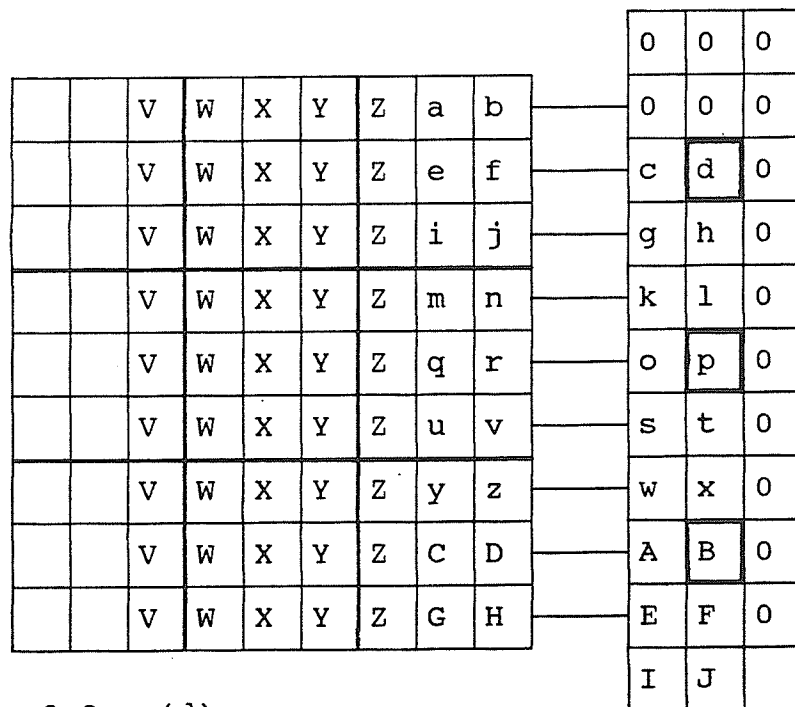 0 0 0
V W X Y Z a b 0 0 0
V W X Y Z e f c d 0
V W X Y Z i j g h 0
V W X Y Z m n k l 0
V W X Y Z q r o p 0
V W X Y Z u v s t 0
V W X Y Z y z w x 0
V W X Y Z C D A B 0
V W X Y Z G H E F 0
I J